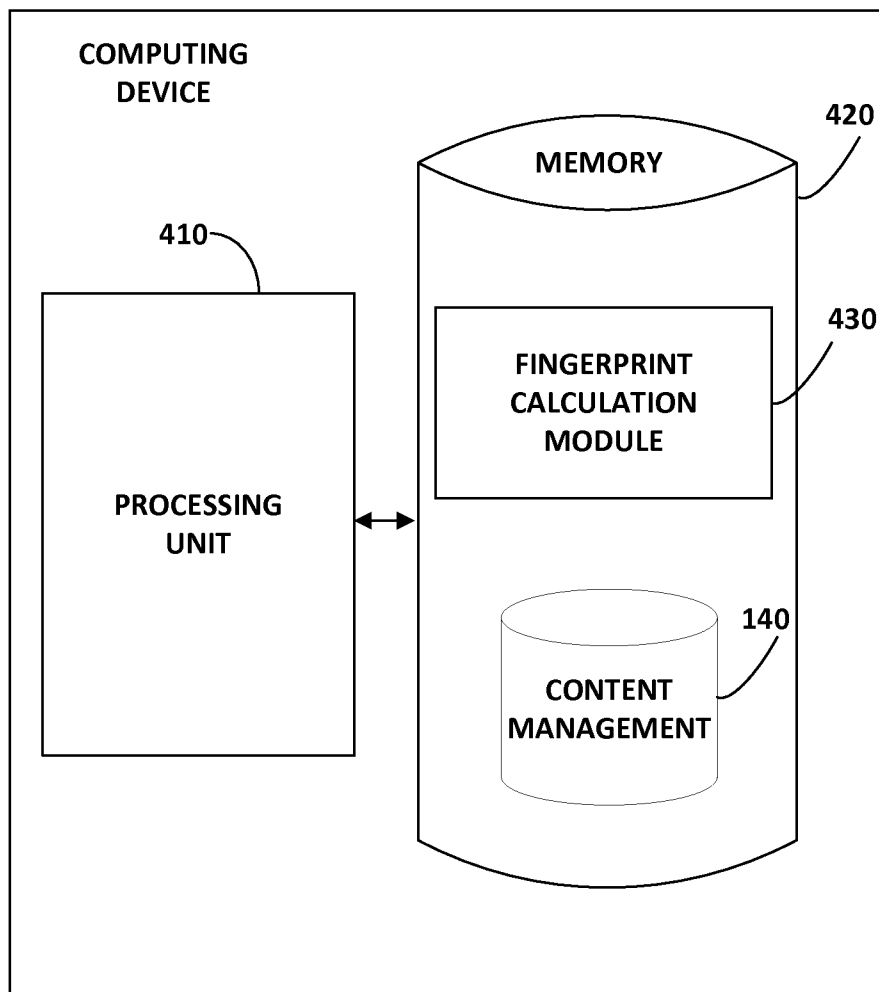 COMPUTING
DEVICE
420
MEMORY
410
430
FINGERPRINT
CALCULATION
MODULE
PROCESSING
UNIT
140
CONTENT
MANAGEMENT